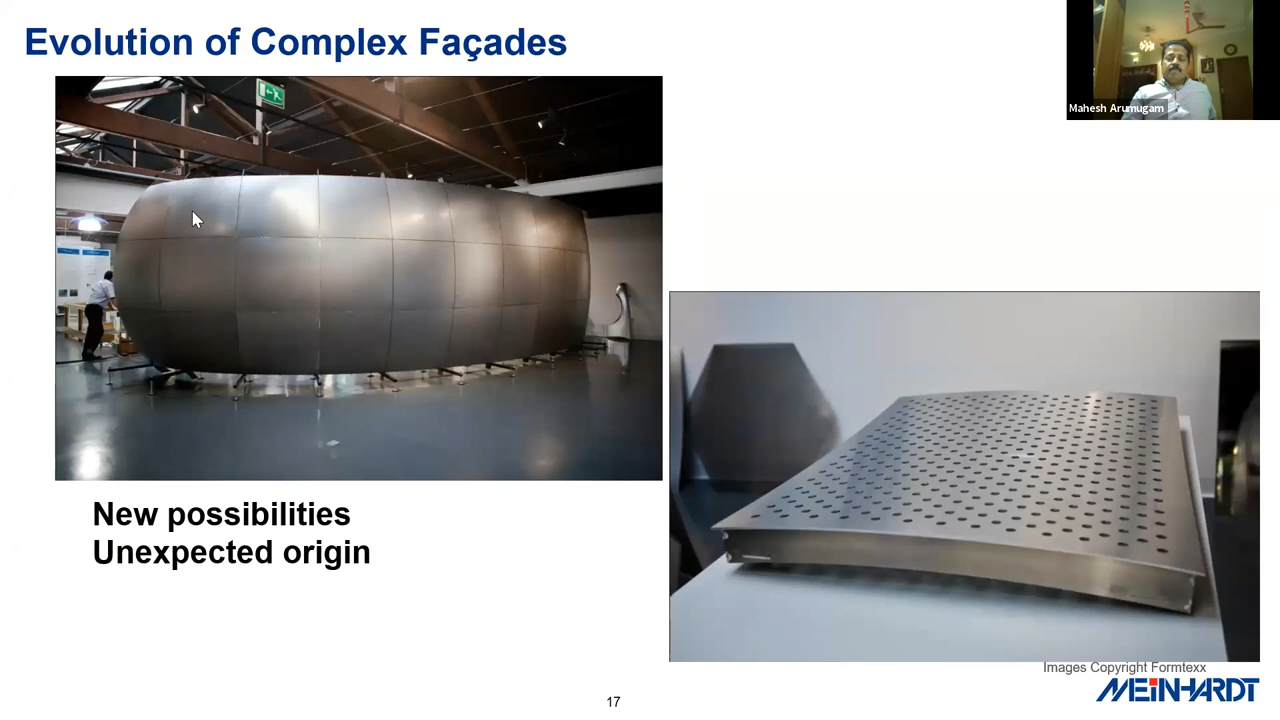 Evolution of Complex Façades
Mahesh Arumugam
New possibilities
Unexpected origin
Images Copyright Formtexx
17
MEINHARDT